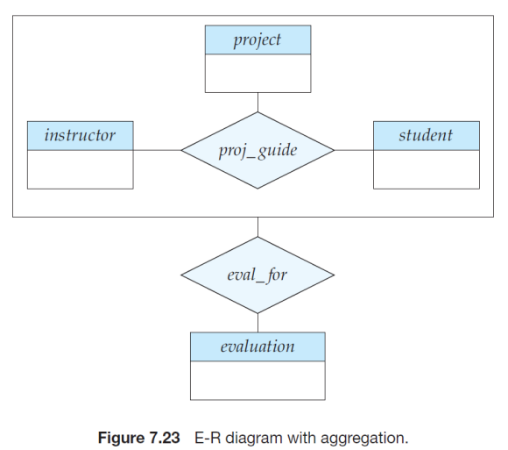 project
instructor
proj_guide
student
eval_for
evaluation
Figure 7.23 E-R diagram with aggregation.